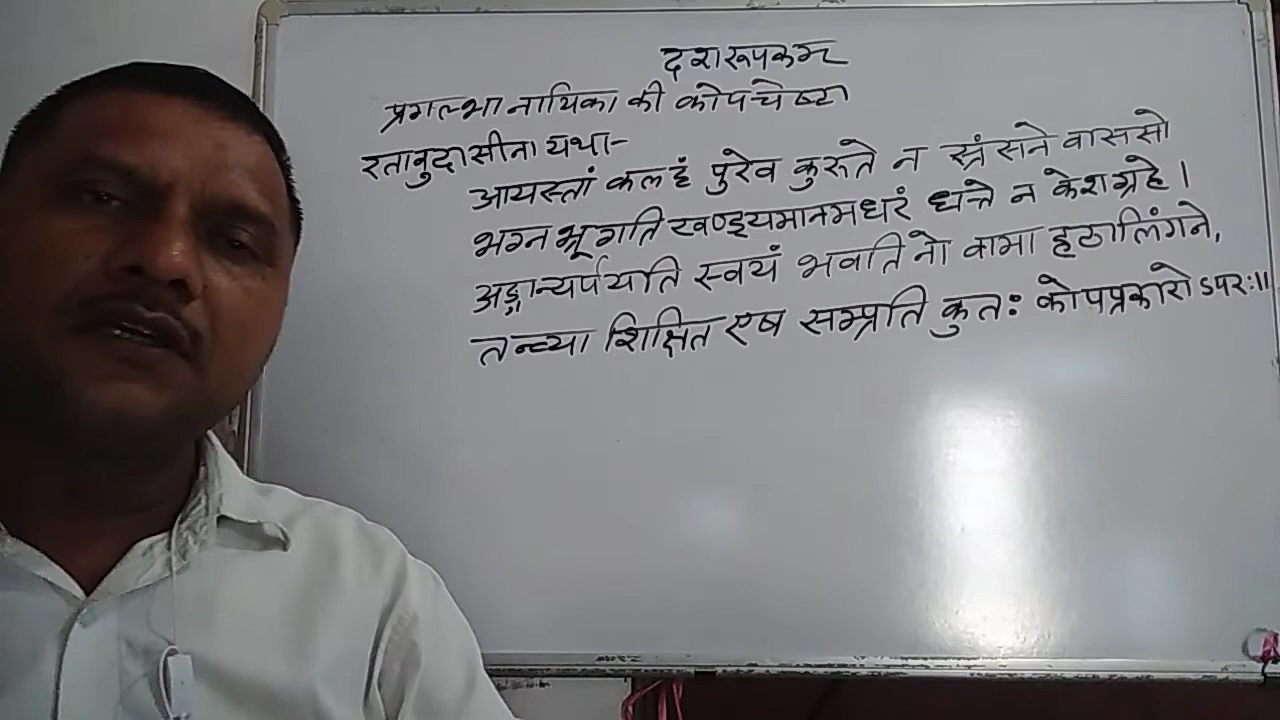 दशरूपकम्
प्रगल्भा नायिका की कोपचेष्टा
रतावुदासीना यथा-
आयस्तां कलहं पुरेव कुरुते न स्त्रंसने वाससो
भग्नभ्रूगति खण्ड्यमानमधरं धत्ते न केशग्रहे।
अङ्गान्यर्पयति स्वयं भवति नो वामा हठालिंगने,
तन्व्या शिक्षित एष सम्प्रति कुतः कोपप्रकारोऽपरः॥